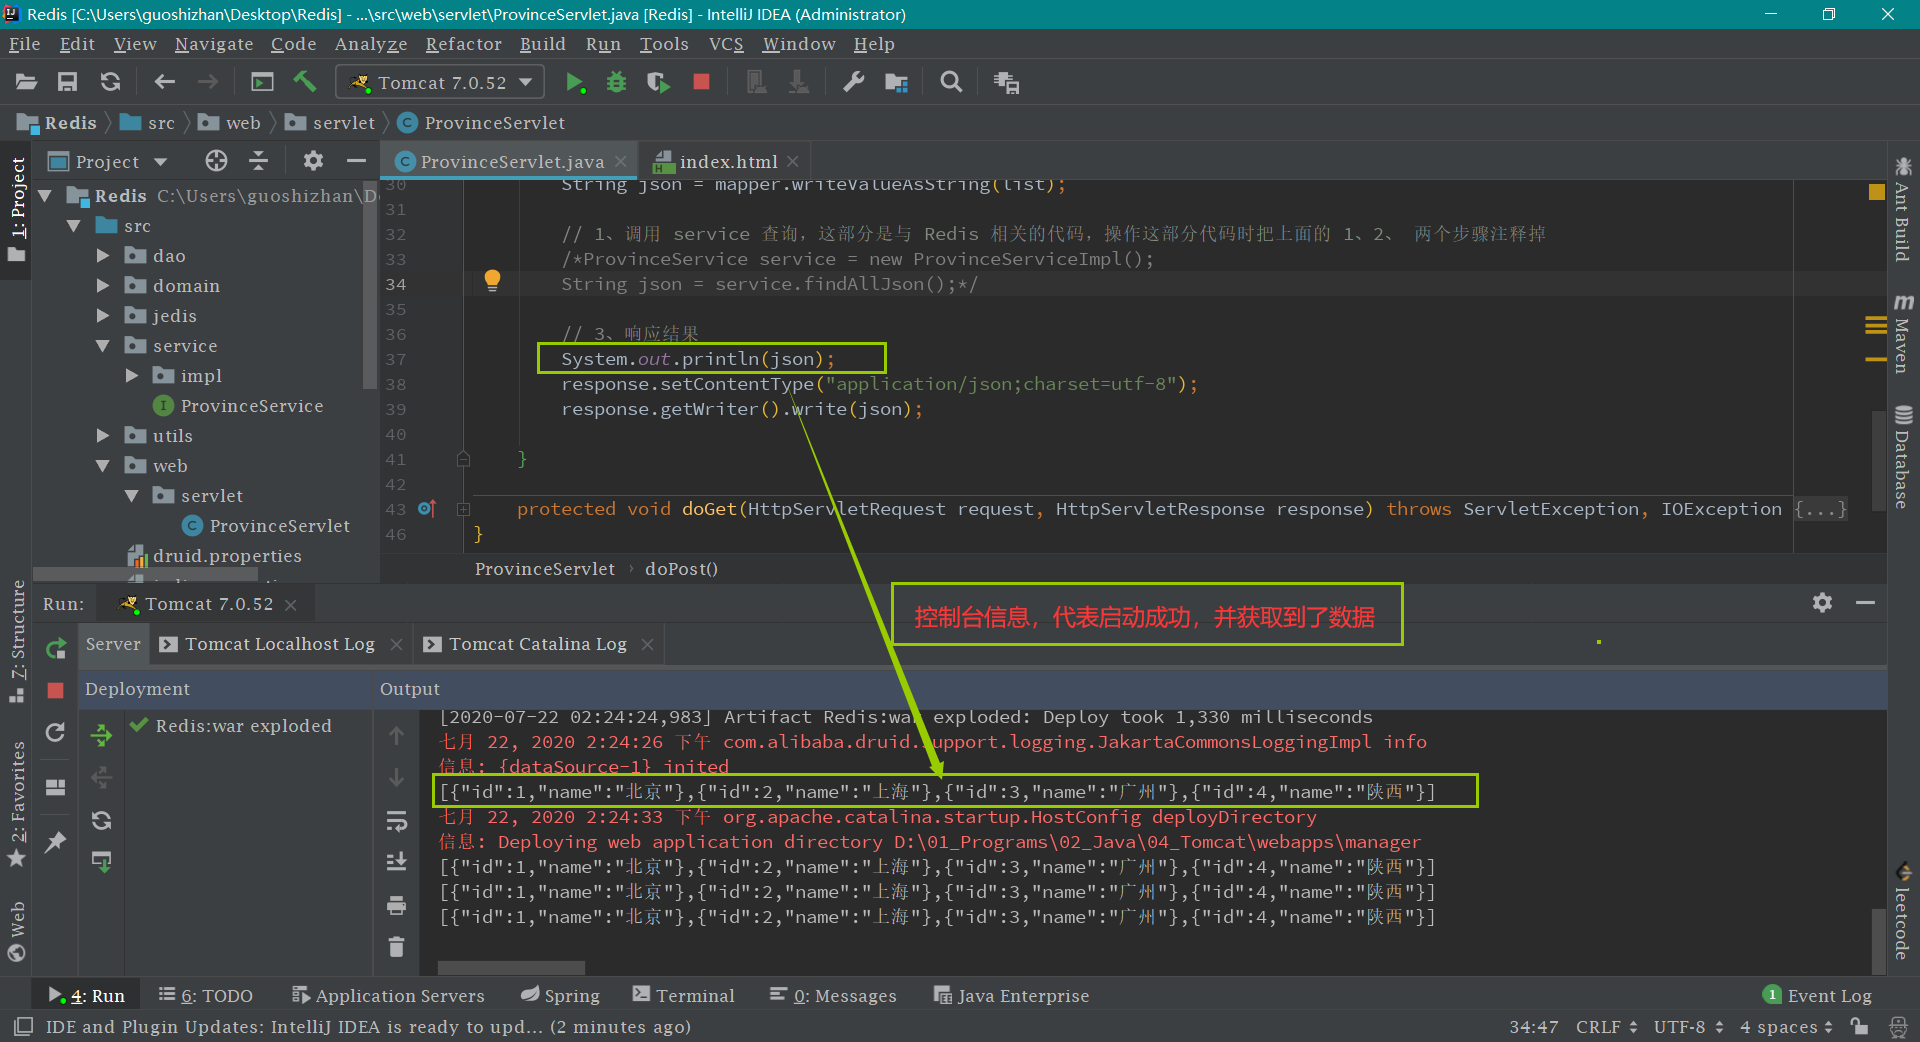 Redis [C:\Users\guoshizhan\Desktop\Redis] - ...\src\web\servlet\ProvinceServlet.java [Redis] - IntelliJ IDEA (Administrator)
File Edit View Navigate Code Analyze Refactor Build Run Tools VCS Window Help
Tomcat 7.0.52
Redis src web servlet ProvinceServlet
1: Project
Project
ProvinceServlet.java
index.html
Redis C:\Users\guoshizhan\D
src
dao
domain
jedis
service
impl
ProvinceService
utils
web
servlet
ProvinceServlet
druid.properties
30 String json = mapper.writeValueAsString(list);
31
32 // 1、调用 service 查询，这部分是与 Redis 相关的代码，操作这部分代码时把上面的 1、2、 两个步骤注释掉
33 /*ProvinceService service = new ProvinceServiceImpl();
34 String json = service.findAllJson();*/
35
36 // 3、响应结果
37 System.out.println(json);
38 response.setContentType("application/json;charset=utf-8");
39 response.getWriter().write(json);
40
41 }
42
43 protected void doGet(HttpServletRequest request, HttpServletResponse response) throws ServletException, IOException {...}
46 }
ProvinceServlet › doPost()
Ant Build
Maven
Database
leetcode
Z: Structure
2: Favorites
Web
Run: Tomcat 7.0.52
控制台信息，代表启动成功，并获取到了数据
Server Tomcat Localhost Log Tomcat Catalina Log
Deployment Output
Redis:war exploded
[2020-07-22 02:24:24,983] Artifact Redis:war exploded: Deploy took 1,330 milliseconds
七月 22, 2020 2:24:26 下午 com.alibaba.druid.support.logging.JakartaCommonsLoggingImpl info
信息: {dataSource-1} inited
[{"id":1,"name":"北京"},{"id":2,"name":"上海"},{"id":3,"name":"广州"},{"id":4,"name":"陕西"}]
七月 22, 2020 2:24:33 下午 org.apache.catalina.startup.HostConfig deployDirectory
信息: Deploying web application directory D:\01_Programs\02_Java\04_Tomcat\webapps\manager
[{"id":1,"name":"北京"},{"id":2,"name":"上海"},{"id":3,"name":"广州"},{"id":4,"name":"陕西"}]
[{"id":1,"name":"北京"},{"id":2,"name":"上海"},{"id":3,"name":"广州"},{"id":4,"name":"陕西"}]
[{"id":1,"name":"北京"},{"id":2,"name":"上海"},{"id":3,"name":"广州"},{"id":4,"name":"陕西"}]
4: Run 6: TODO Application Servers Spring Terminal 0: Messages Java Enterprise 1 Event Log
IDE and Plugin Updates: IntelliJ IDEA is ready to upd... (2 minutes ago) 34:47 CRLF UTF-8 4 spaces